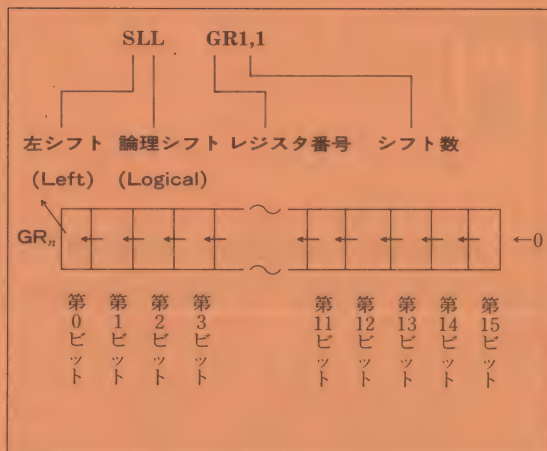 SLL GR1,1
左シフト 論理シフト レジスタ番号 シフト数
(Left) (Logical)
GRn ←0
第0ビット
第1ビット
第2ビット
第3ビット
第11ビット
第12ビット
第13ビット
第14ビット
第15ビット